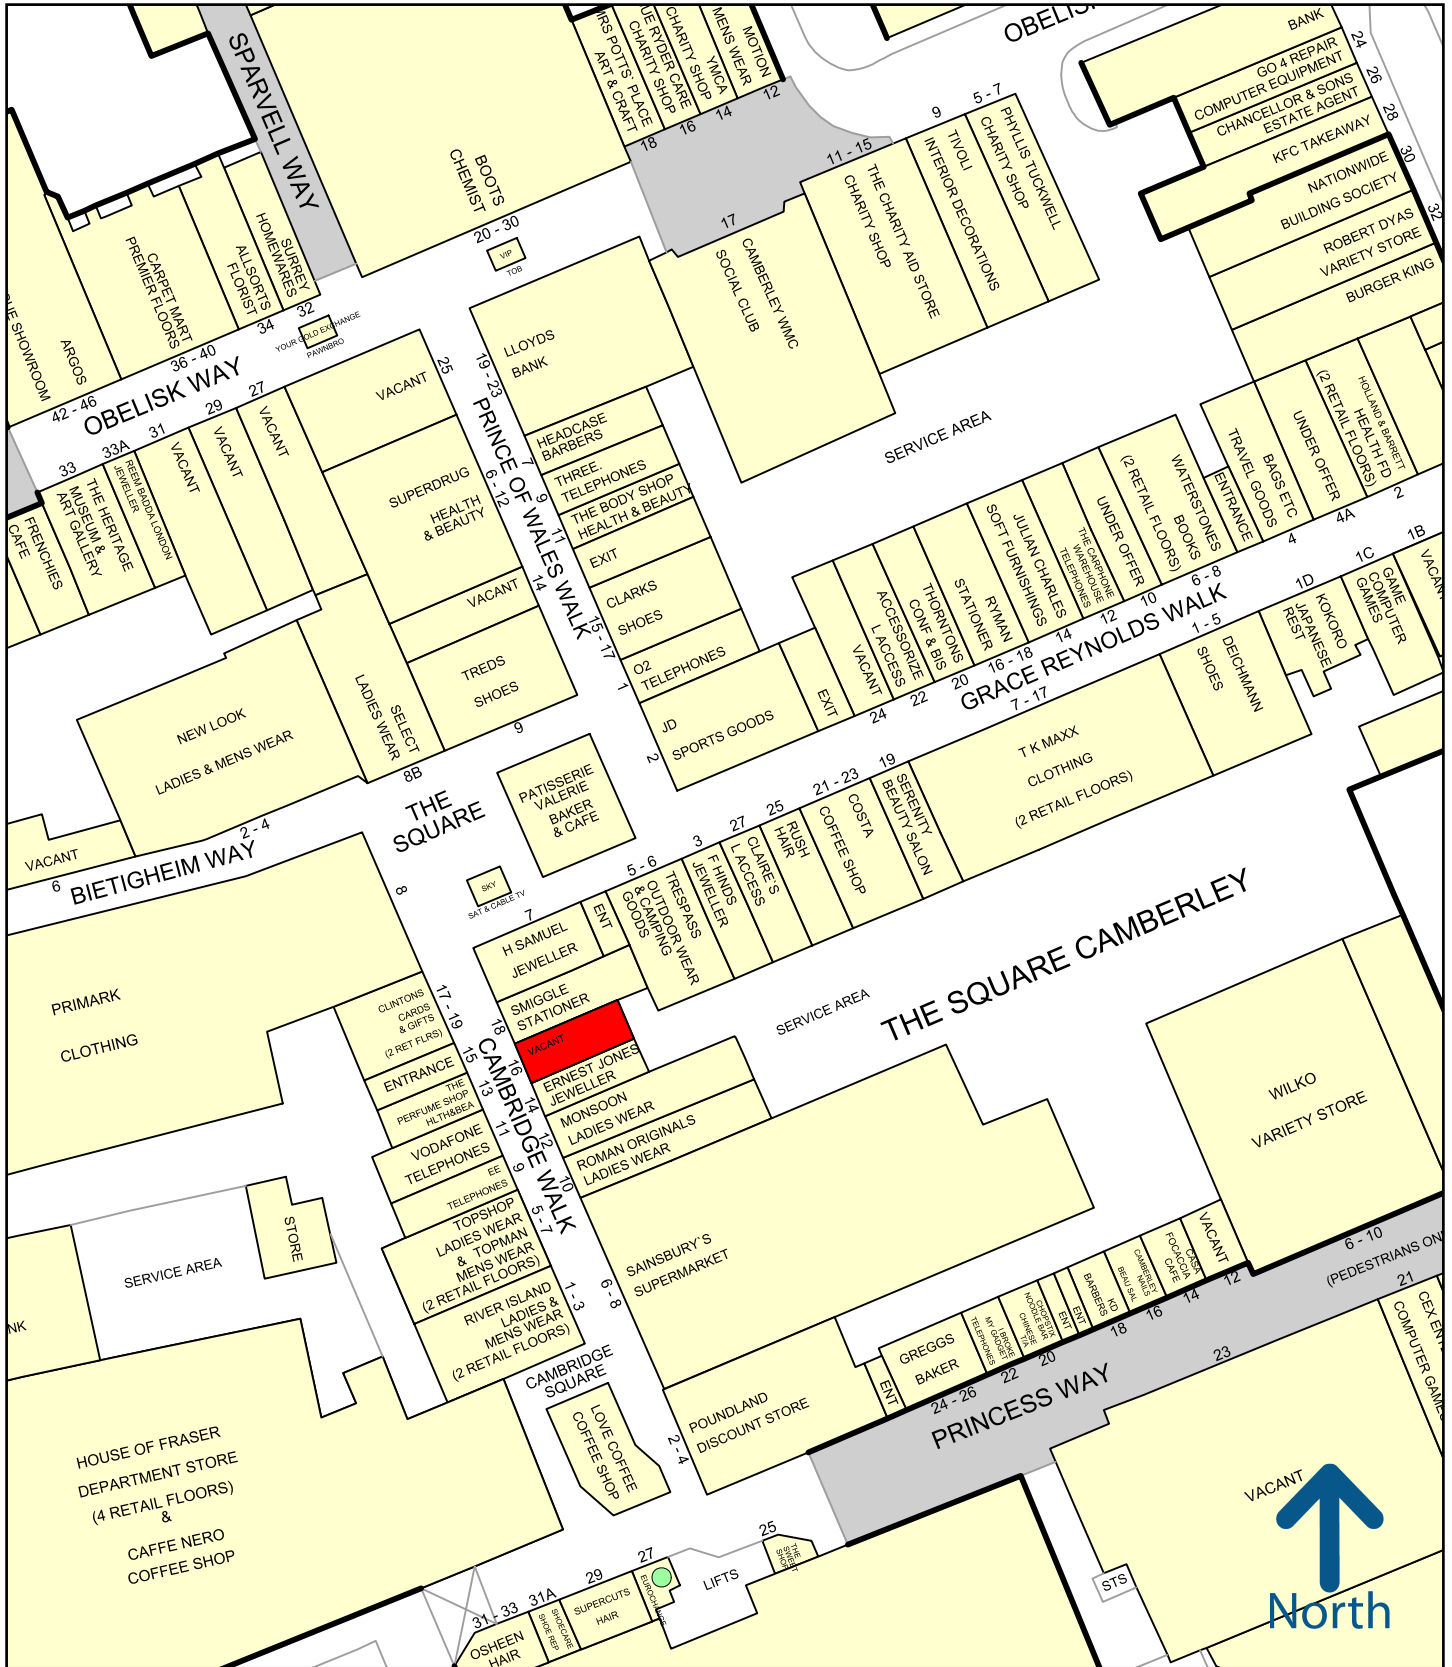 SPARVELL WAY
BOOTS
CHEMIST
20 - 30
MRS POTTS' PLACE
ART & CRAFT
18
SUE RYDER CARE
CHARITY SHOP
16
CHARITY SHOP
YMCA
14
MENS WEAR
MOTION
12
BANK
24
GO 4 REPAIR
COMPUTER EQUIPMENT
26
CHANCELLOR & SONS
ESTATE AGENT
28
KFC TAKEAWAY
30
NATIONWIDE
BUILDING SOCIETY
32
ROBERT DYAS
VARIETY STORE
BURGER KING
5 - 7
PHYLLIS TUCKWELL
CHARITY SHOP
9
TIVOLI
INTERIOR DECORATIONS
11 - 15
THE CHARITY AID STORE
CHARITY SHOP
17
CAMBERLEY WMC
SOCIAL CLUB
SURREY
HOMEWARES
32
ALLSORTS
FLORIST
34
CARPET MART
PREMIER FLOORS
36 - 40
ARGOS
SHOWROOM
42 - 46
OBELISK WAY
VIP
TOB
YOUR GOLD EXCHANGE
PAWNBRO
LLOYDS
BANK
19 - 23
25
VACANT
27
VACANT
29
VACANT
31
VACANT
33A
REEM BADDA LONDON
JEWELLER
33
THE HERITAGE
MUSEUM &
ART GALLERY
FRENCHIES
CAFE
PRINCE OF WALES WALK
HEADCASE
BARBERS
7
THREE.
TELEPHONES
9
THE BODY SHOP
HEALTH & BEAUTY
11
EXIT
CLARKS
SHOES
15 - 17
O2
TELEPHONES
1
JD
SPORTS GOODS
2
EXIT
SUPERDRUG
HEALTH
& BEAUTY
6 - 12
VACANT
14
TREDS
SHOES
9
SELECT
LADIES WEAR
8B
NEW LOOK
LADIES & MENS WEAR
2 - 4
VACANT
6
BIETIGHEIM WAY
THE
SQUARE
PATISSERIE
VALERIE
BAKER
& CAFE
SKY
SAT & CABLE TV
SERVICE AREA
VACANT
24
ACCESSORIZE
L ACCESS
22
THORNTONS
CONF & BIS
20
RYMAN
STATIONER
16 - 18
JULIAN CHARLES
SOFT FURNISHINGS
14
THE CARPHONE
WAREHOUSE
TELEPHONES
12
UNDER OFFER
10
WATERSTONES
BOOKS
(2 RETAIL FLOORS)
6 - 8
ENTRANCE
BAGS ETC
TRAVEL GOODS
4
UNDER OFFER
4A
HOLLAND & BARRETT
HEALTH FD
(2 RETAIL FLOORS)
2
GRACE REYNOLDS WALK
1B
VACANT
1C
GAME
COMPUTER
GAMES
1D
KOKORO
JAPANESE
REST
1 - 5
DEICHMANN
SHOES
7 - 17
T K MAXX
CLOTHING
(2 RETAIL FLOORS)
19
SERENITY
BEAUTY SALON
21 - 23
COSTA
COFFEE SHOP
25
RUSH
HAIR
27
CLAIRE'S
L ACCESS
3
F HINDS
JEWELLER
5 - 6
TRESPASS
OUTDOOR WEAR
& CAMPING
GOODS
ENT
7
H SAMUEL
JEWELLER
SMIGGLE
STATIONER
18
VACANT
16
ERNEST JONES
JEWELLER
14
MONSOON
LADIES WEAR
12
ROMAN ORIGINALS
LADIES WEAR
10
SAINSBURY'S
SUPERMARKET
6 - 8
SERVICE AREA
THE SQUARE CAMBERLEY
WILKO
VARIETY STORE
8
PRIMARK
CLOTHING
CLINTONS
CARDS
& GIFTS
(2 RET FLRS)
17 - 19
ENTRANCE
15
THE
PERFUME SHOP
HLTH&BEA
13
VODAFONE
TELEPHONES
11
EE
TELEPHONES
9
TOPSHOP
LADIES WEAR
& TOPMAN
MENS WEAR
(2 RETAIL FLOORS)
5 - 7
RIVER ISLAND
LADIES &
MENS WEAR
(2 RETAIL FLOORS)
1 - 3
CAMBRIDGE WALK
STORE
SERVICE AREA
CAMBRIDGE
SQUARE
LOVE COFFEE
COFFEE SHOP
POUNDLAND
DISCOUNT STORE
2 - 4
ENT
GREGGS
BAKER
24 - 26
I BROKE
MY GADGET
TELEPHONES
22
CHOPSTIX
NOODLE BAR
CHINESE
T/A
20
ENT
ENT
KD
BARBERS
18
CAMBERLEY
NAILS
BEAU SAL
16
CASA
FOCACCIA
CAFE
14
VACANT
12
6 - 10
(PEDESTRIANS ON
PRINCESS WAY
21
CEX ENT
COMPUTER GAMES
23
VACANT
STS
HOUSE OF FRASER
DEPARTMENT STORE
(4 RETAIL FLOORS)
&
CAFFE NERO
COFFEE SHOP
25
THE
SWEET
SHOP
LIFTS
27
EUROCHANGE
29
SUPERCUTS
HAIR
31A
SHOECARE
SHOE REP
31 - 33
OSHEEN
HAIR
North